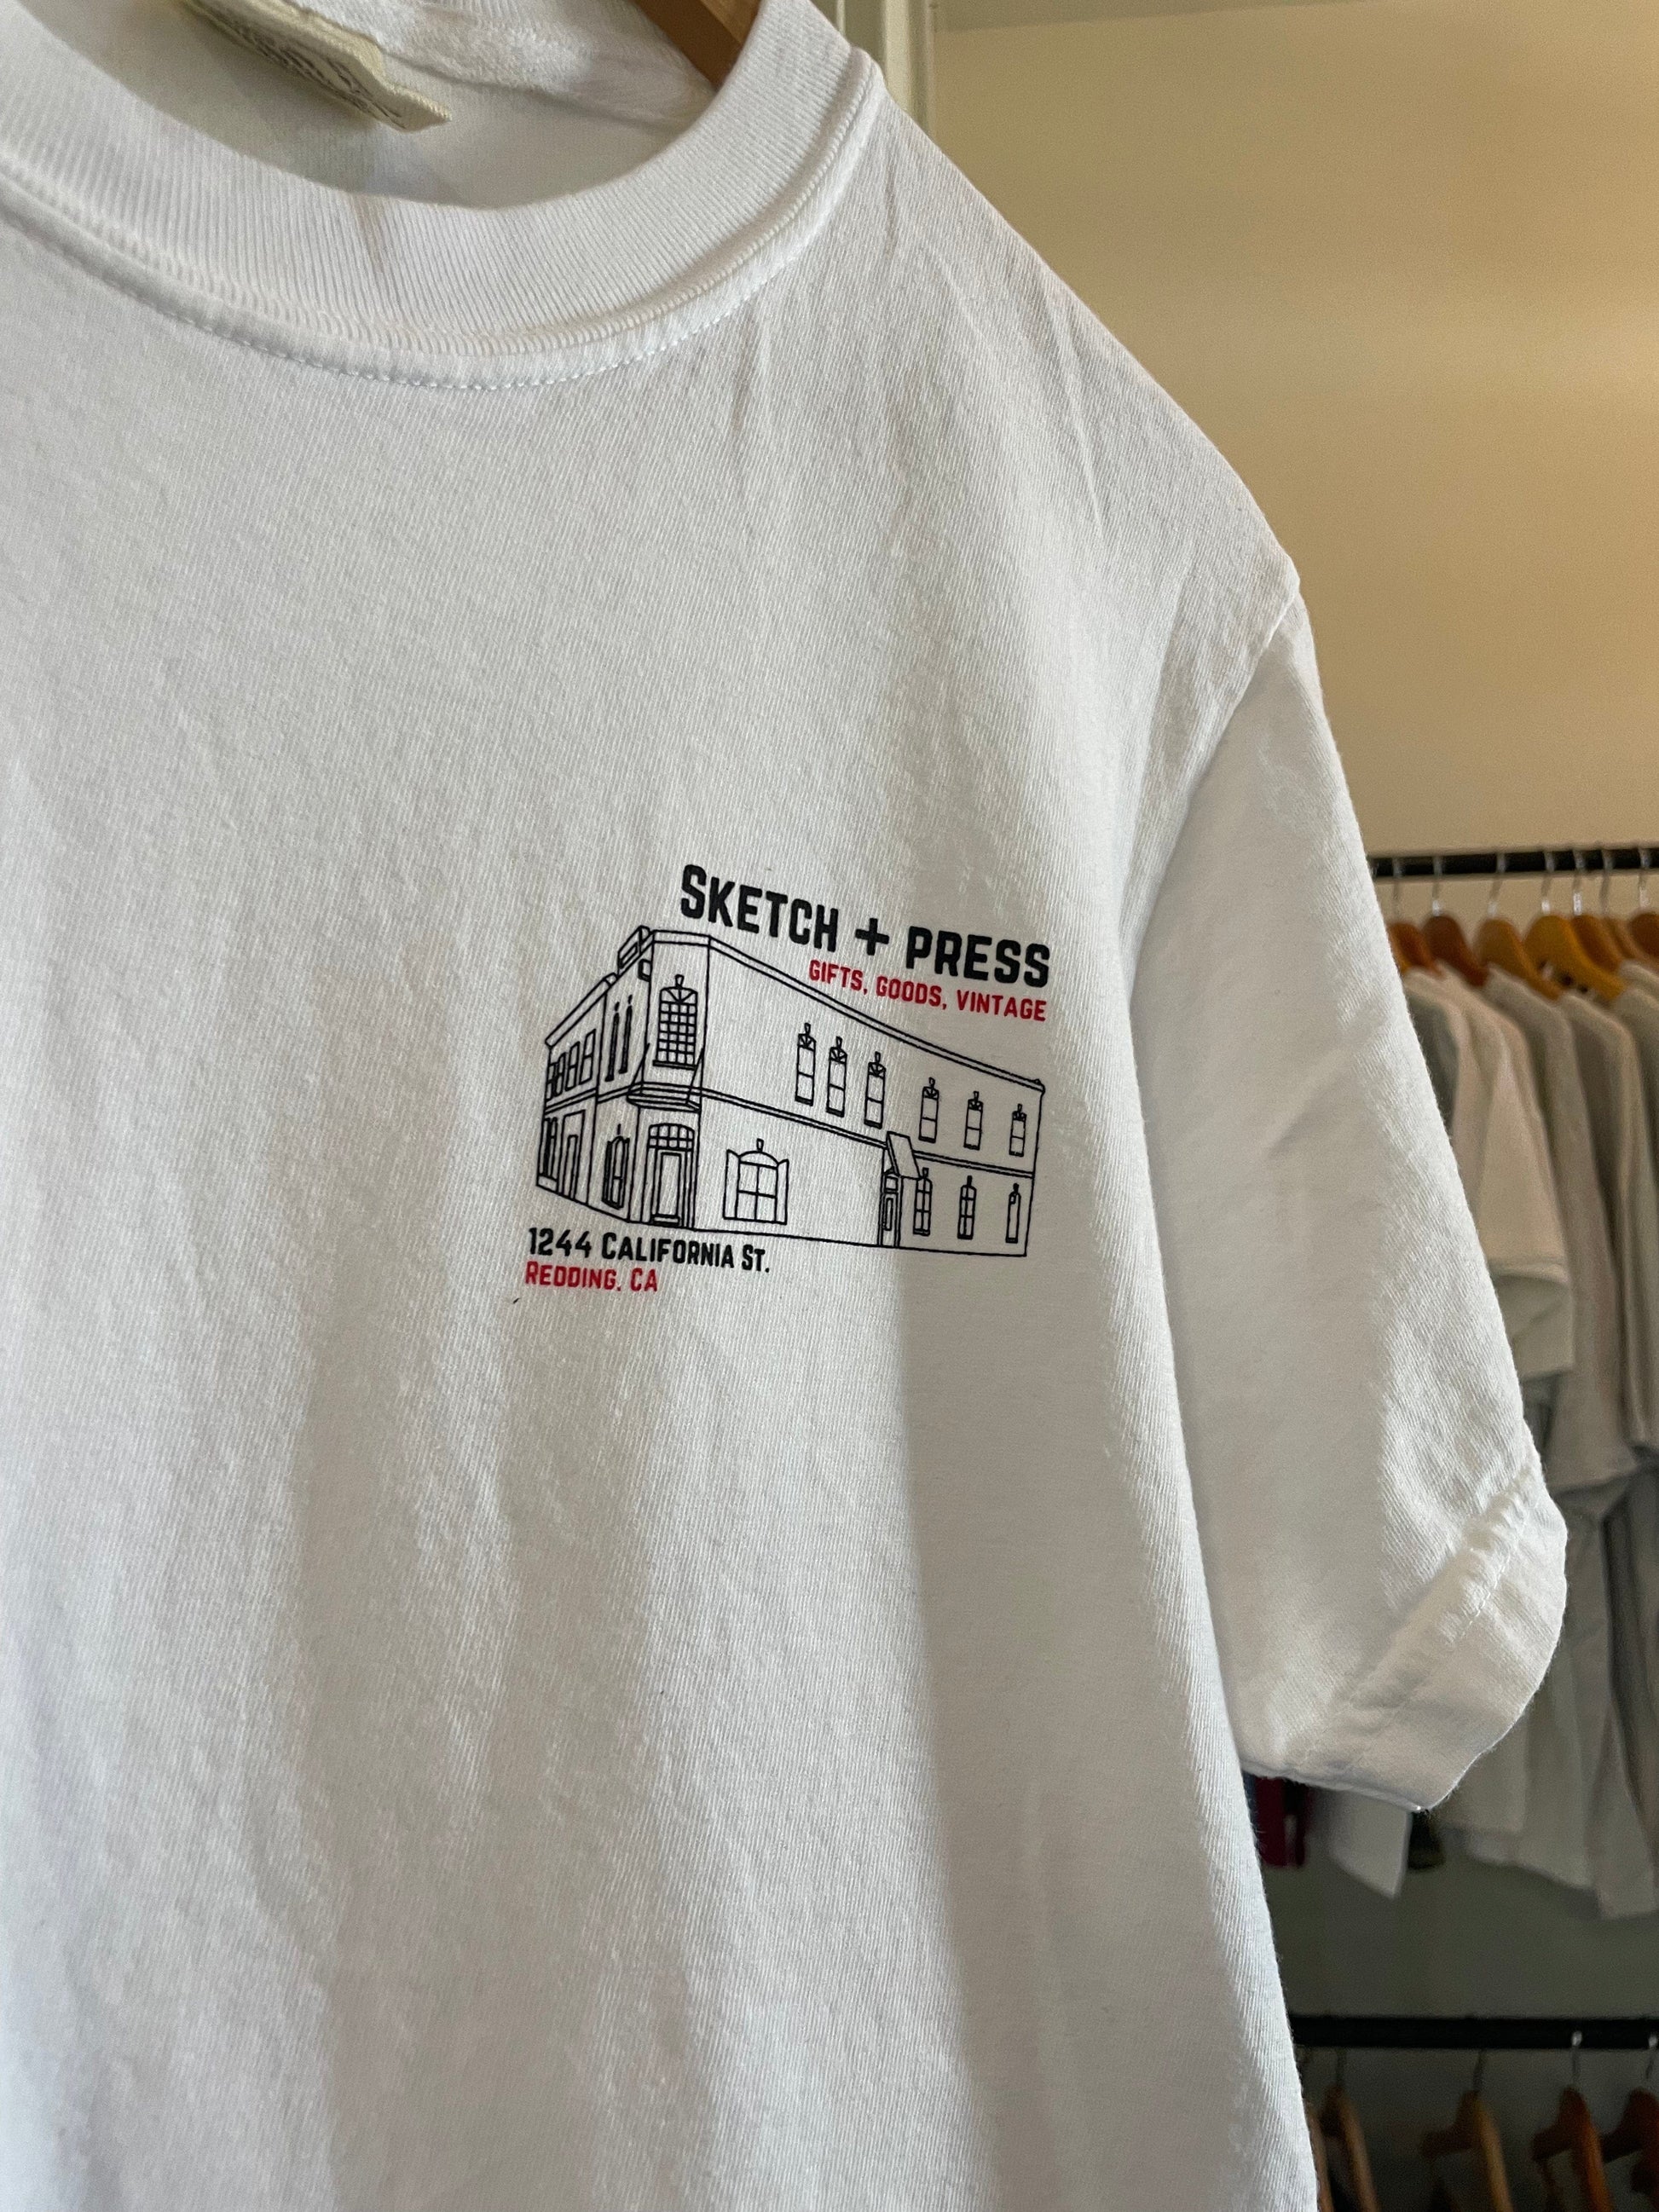 SKETCH + PRESS
GIFTS, GOODS, VINTAGE
1244 CALIFORNIA ST.
REDDING, CA